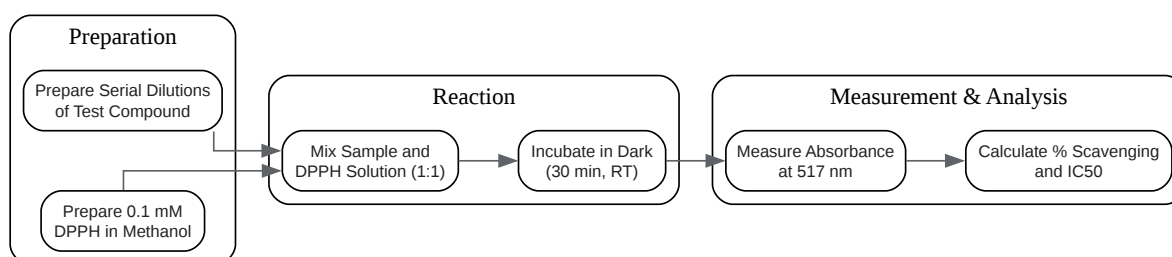 Preparation
Prepare Serial Dilutions
of Test Compound
Prepare 0.1 mM
DPPH in Methanol
Reaction
Mix Sample and
DPPH Solution (1:1)
Incubate in Dark
(30 min, RT)
Measurement & Analysis
Measure Absorbance
at 517 nm
Calculate % Scavenging
and IC50